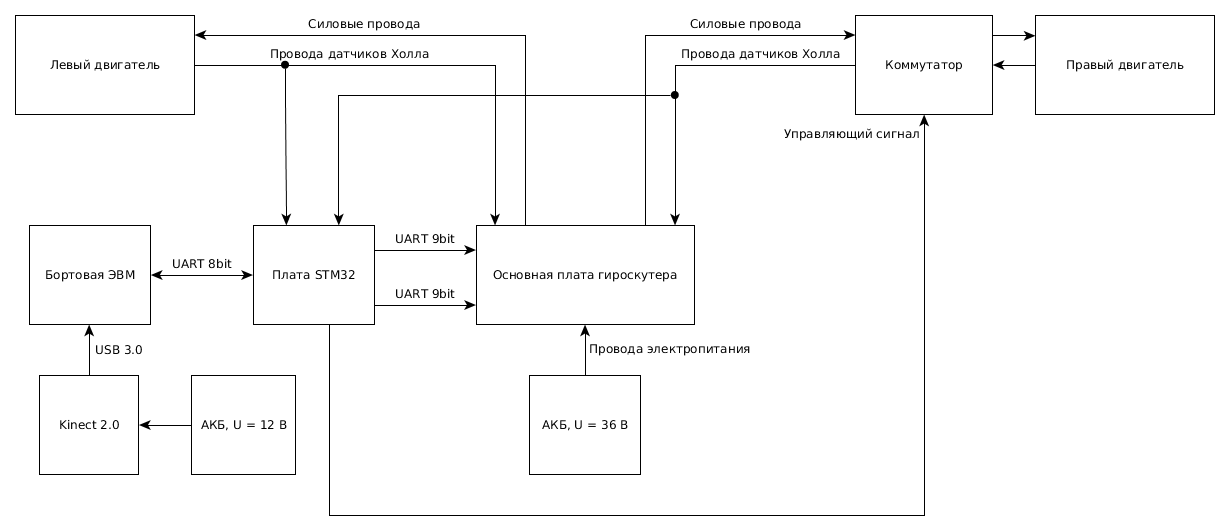 Силовые провода
Силовые провода
Провода датчиков Холла
Провода датчиков Холла
Левый двигатель
Коммутатор
Правый двигатель
Управляющий сигнал
UART 9bit
UART 8bit
Бортовая ЭВМ
Плата STM32
Основная плата гироскутера
UART 9bit
USB 3.0
Провода электропитания
Kinect 2.0
АКБ, U = 12 В
АКБ, U = 36 В